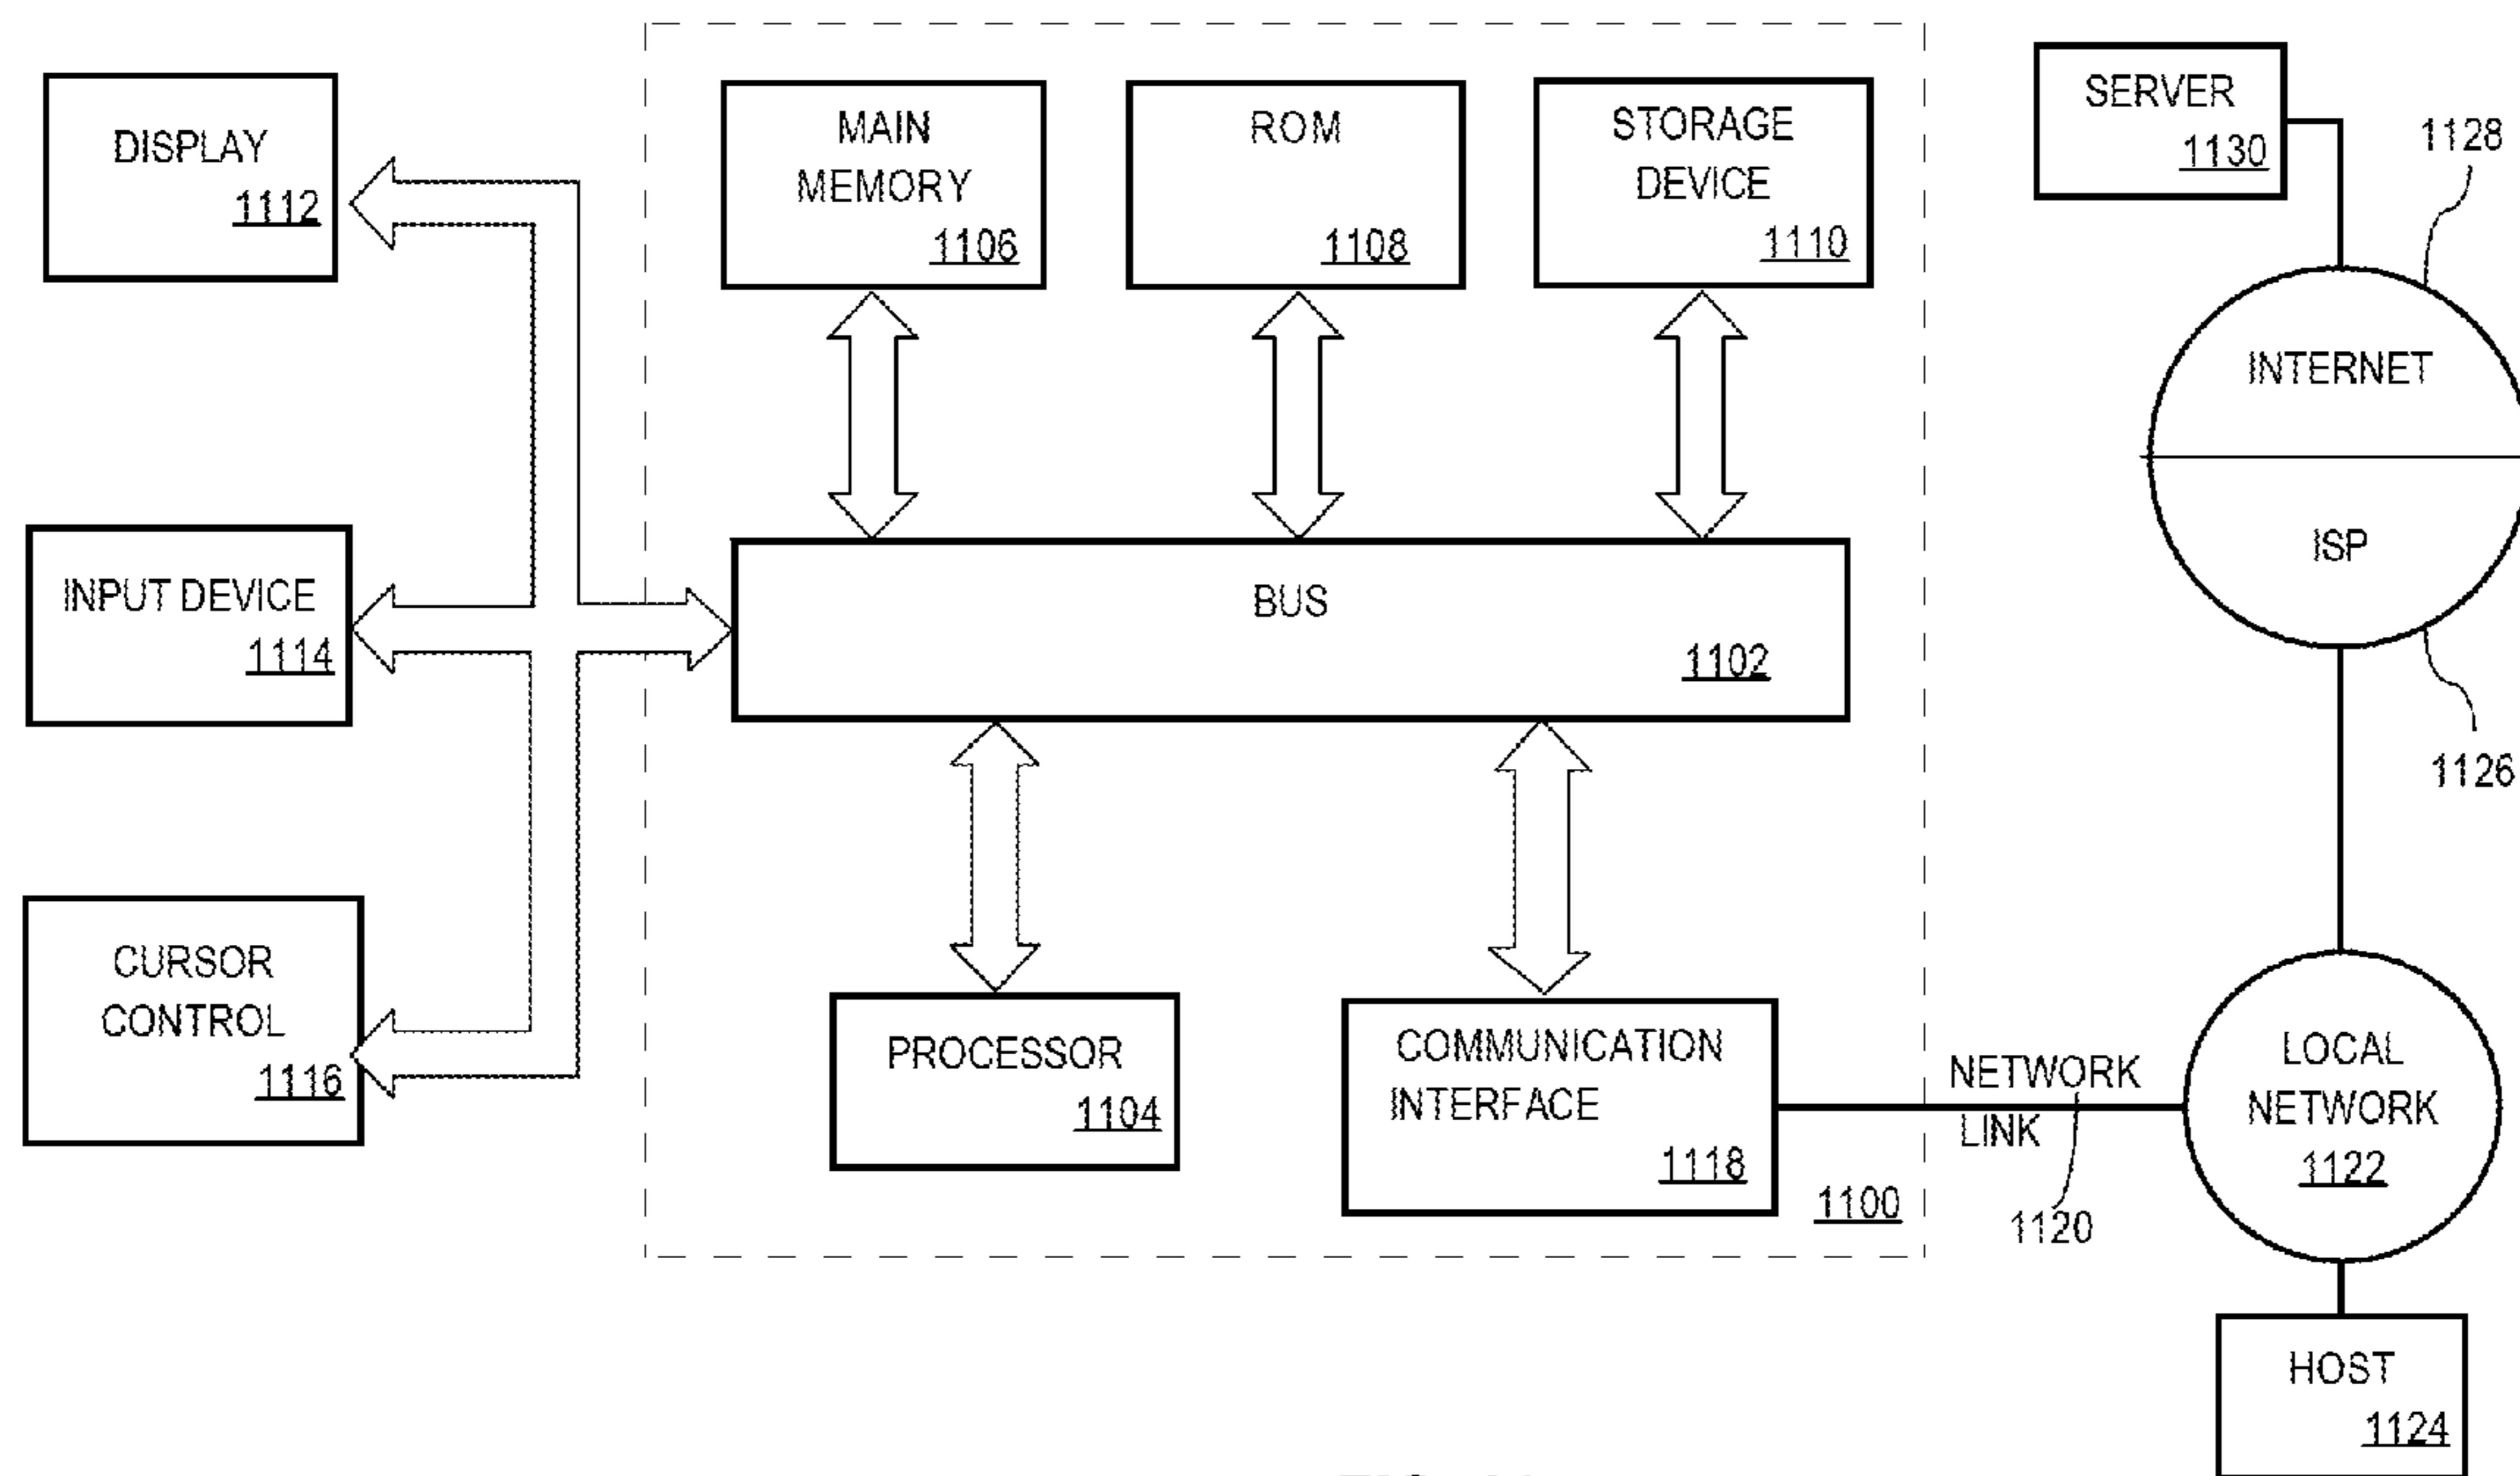 DISPLAY
1112
INPUT DEVICE
1114
CURSOR
CONTROL
1116
MAIN
MEMORY
1106
ROM
1108
STORAGE
DEVICE
1110
BUS
1102
PROCESSOR
1104
COMMUNICATION
INTERFACE
1118
1100
SERVER
1130
1128
INTERNET
ISP
1126
NETWORK
LINK
1120
LOCAL
NETWORK
1122
HOST
1124